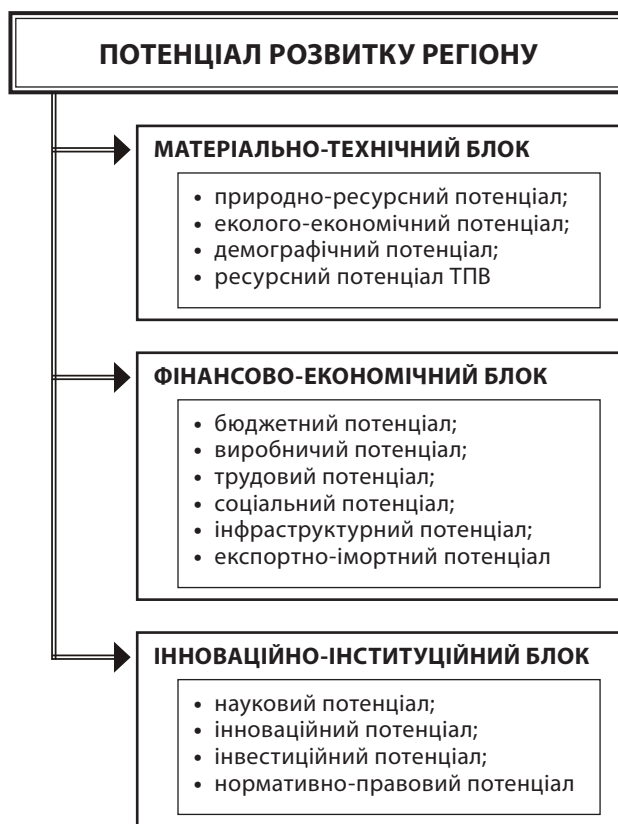 ПОТЕНЦІАЛ РОЗВИТКУ РЕГІОНУ
МАТЕРІАЛЬНО-ТЕХНІЧНИЙ БЛОК
• природно-ресурсний потенціал;
• еколого-економічний потенціал;
• демографічний потенціал;
• ресурсний потенціал ТПВ
ФІНАНСОВО-ЕКОНОМІЧНИЙ БЛОК
• бюджетний потенціал;
• виробничий потенціал;
• трудовий потенціал;
• соціальний потенціал;
• інфраструктурний потенціал;
• експортно-імортний потенціал
ІННОВАЦІЙНО-ІНСТИТУЦІЙНИЙ БЛОК
• науковий потенціал;
• інноваційний потенціал;
• інвестиційний потенціал;
• нормативно-правовий потенціал